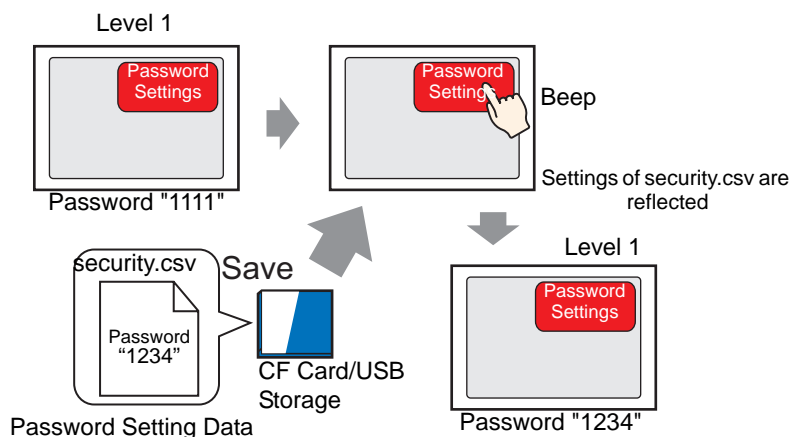 Level 1
Password
Settings
Password "1111"
Password
Settings
Beep
Settings of security.csv are
reflected
security.csv
Password
“1234”
Save
CF Card/USB
Storage
Password Setting Data
Level 1
Password
Settings
Password "1234"